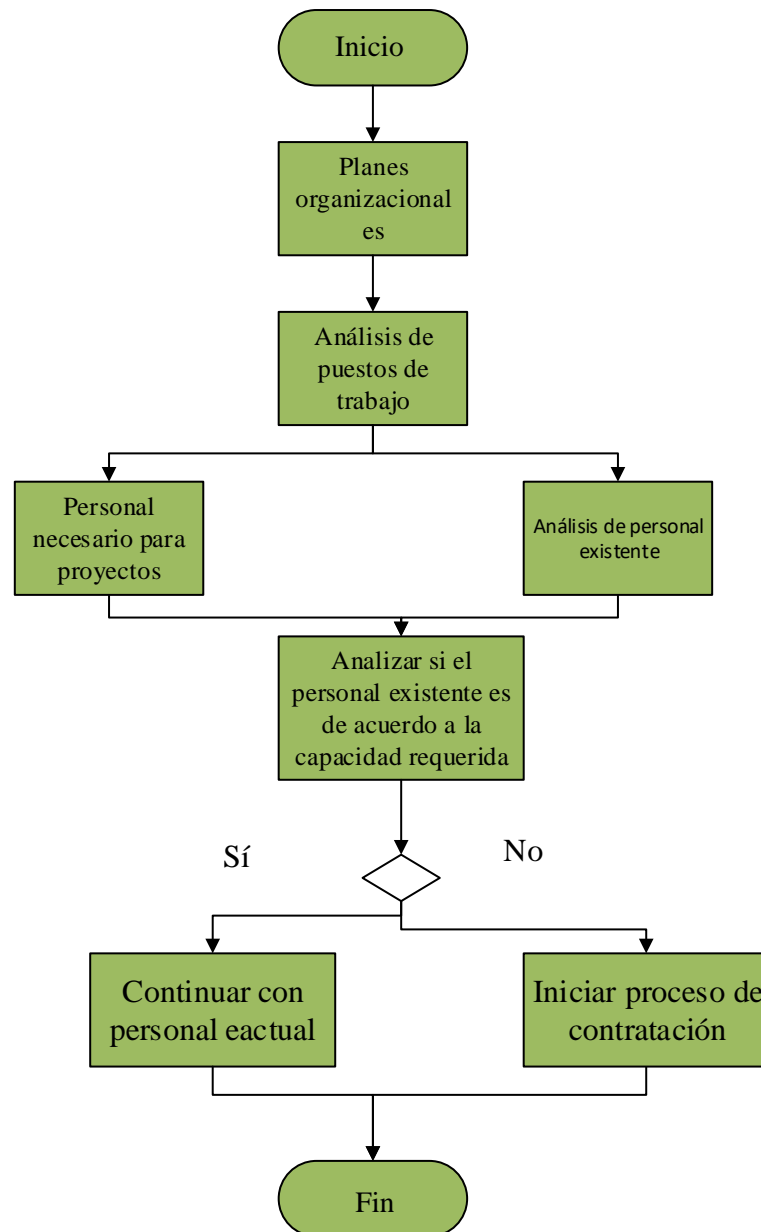 Inicio
Planes
organizacional
es
Análisis de
puestos de
trabajo
Personal
necesario para
proyectos
Análisis de personal
existente
Analizar si el
personal existente es
de acuerdo a la
capacidad requerida
Sí
No
Continuar con
personal eactual
Iniciar proceso de
contratación
Fin